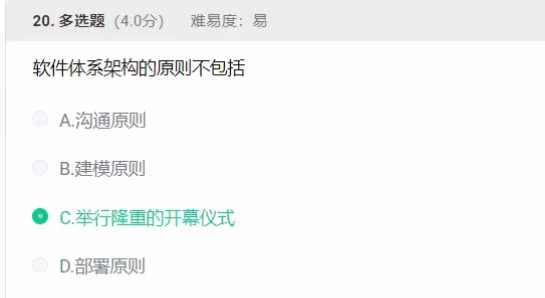 20. 多选题（4.0分） 难易度：易
软件体系架构的原则不包括
A.沟通原则
B.建模原则
C.举行隆重的开幕仪式
D.部署原则